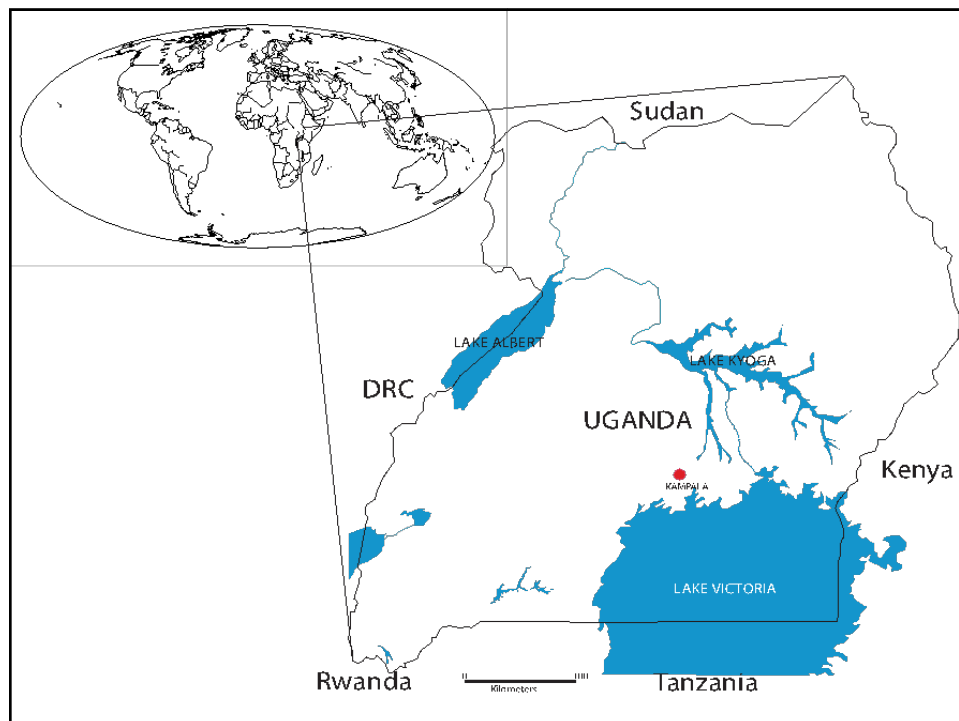 Sudan
LAKE ALBERT
LAKE KYOGA
DRC
UGANDA
Kenya
KAMPALA
LAKE VICTORIA
Rwanda
Kilometers
Tanzania